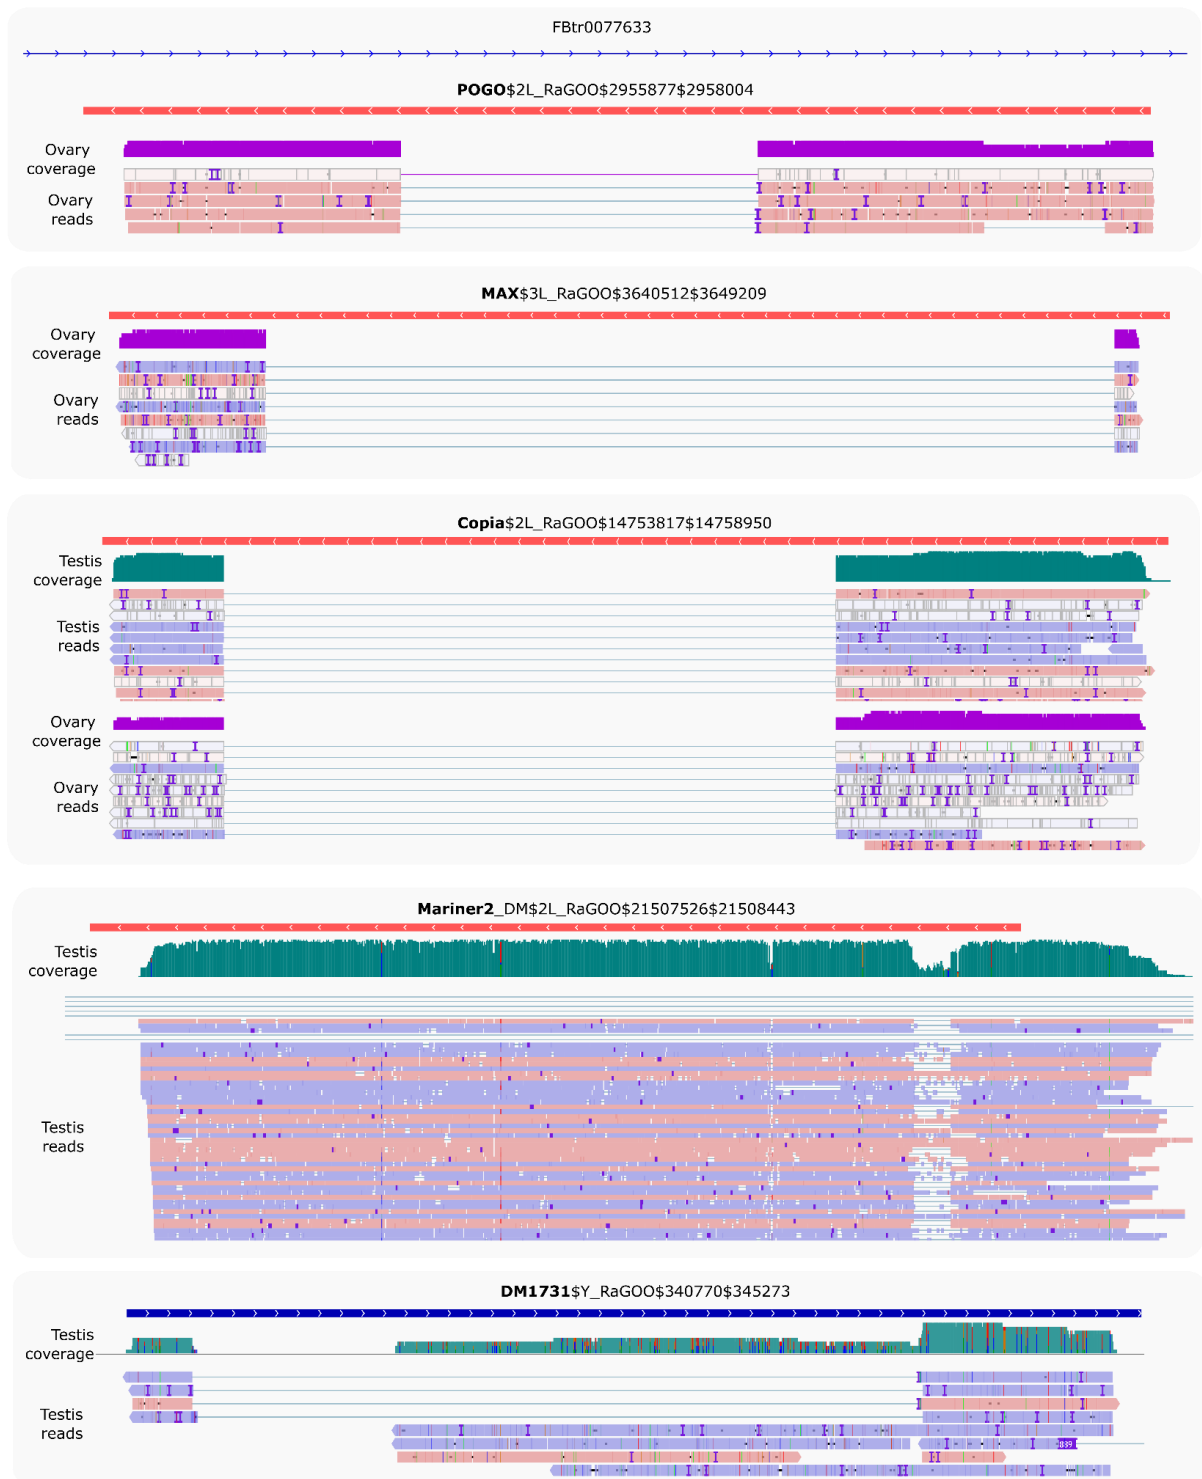 FBtr0077633
POGO$2L_RaGOO$2955877$2958004
Ovary
coverage
Ovary
reads
MAX$3L_RaGOO$3640512$3649209
Ovary
coverage
Ovary
reads
Copia$2L_RaGOO$14753817$14758950
Testis
coverage
Testis
reads
Ovary
coverage
Ovary
reads
Mariner2_DM$2L_RaGOO$21507526$21508443
Testis
coverage
Testis
reads
DM1731$Y_RaGOO$340770$345273
Testis
coverage
Testis
reads
839